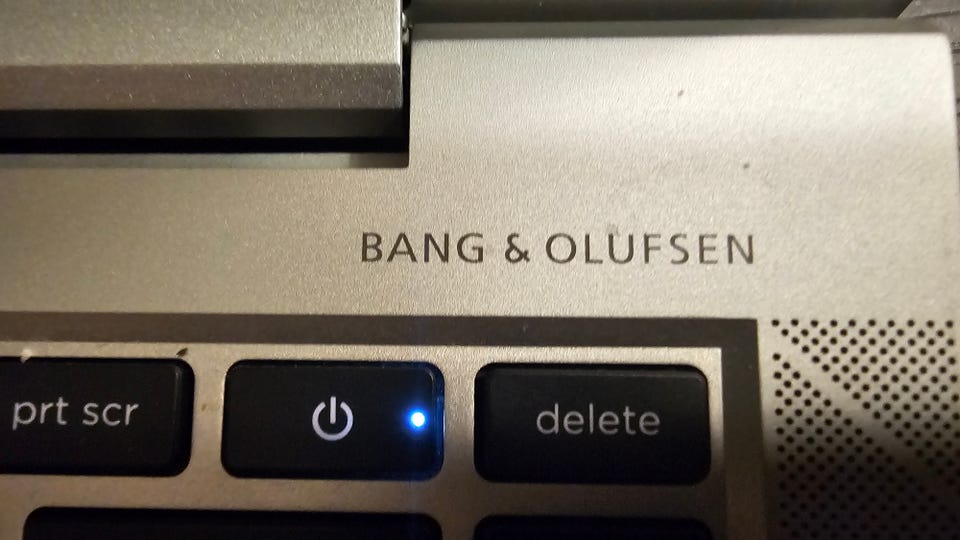 BANG & OLUFSEN
prt scr
delete